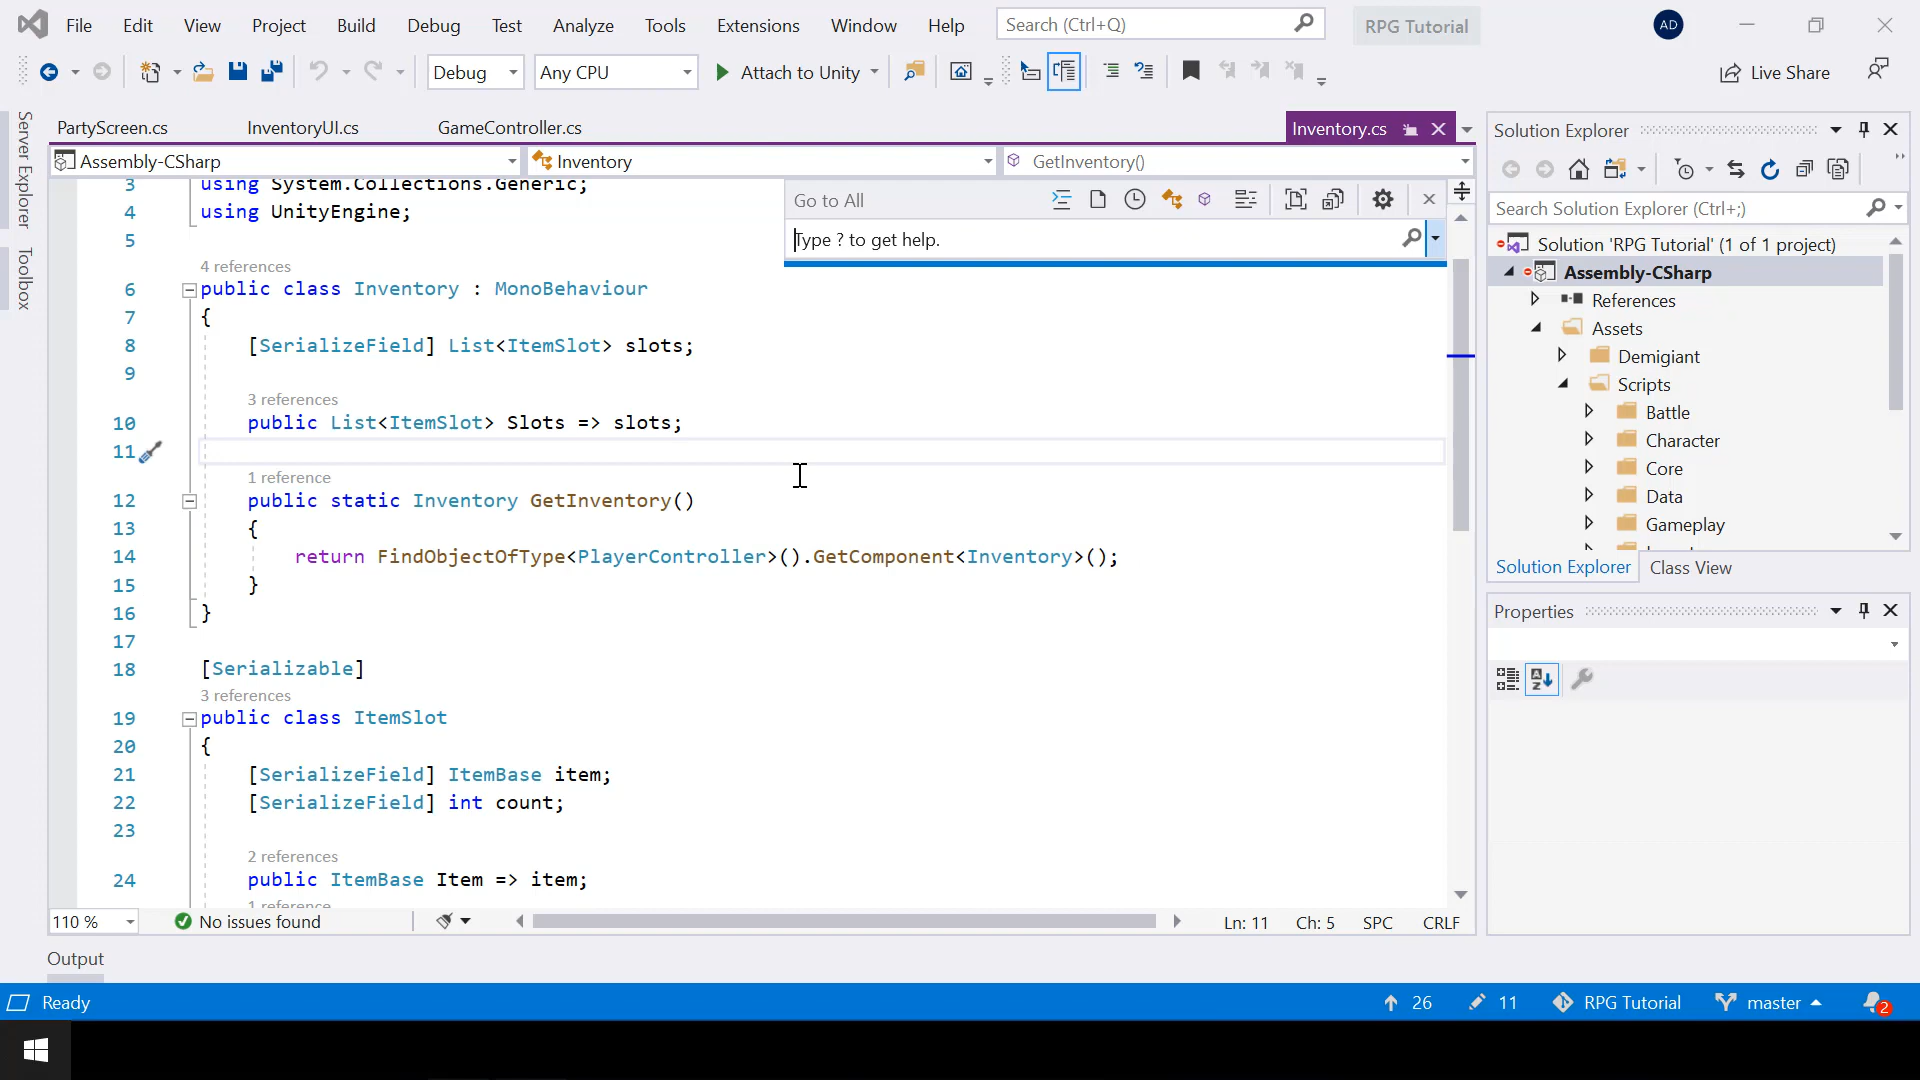 File Edit View Project Build Debug Test Analyze Tools Extensions Window Help Search (Ctrl+Q) RPG Tutorial AD
Debug Any CPU Attach to Unity Live Share
Server Explorer
Toolbox
PartyScreen.cs InventoryUI.cs GameController.cs Inventory.cs
Assembly-CSharp Inventory GetInventory()
Go to All
Type ? to get help.
3 using System.Collections.Generic;
4 using UnityEngine;
5
4 references
6 public class Inventory : MonoBehaviour
7 {
8 [SerializeField] List<ItemSlot> slots;
9
3 references
10 public List<ItemSlot> Slots => slots;
11
1 reference
12 public static Inventory GetInventory()
13 {
14 return FindObjectOfType<PlayerController>().GetComponent<Inventory>();
15 }
16 }
17
18 [Serializable]
3 references
19 public class ItemSlot
20 {
21 [SerializeField] ItemBase item;
22 [SerializeField] int count;
23
2 references
24 public ItemBase Item => item;
1 reference
110 % No issues found Ln: 11 Ch: 5 SPC CRLF
Solution Explorer
Search Solution Explorer (Ctrl+;)
Solution 'RPG Tutorial' (1 of 1 project)
Assembly-CSharp
References
Assets
Demigiant
Scripts
Battle
Character
Core
Data
Gameplay
Solution Explorer Class View
Properties
Output
Ready 26 11 RPG Tutorial master 2